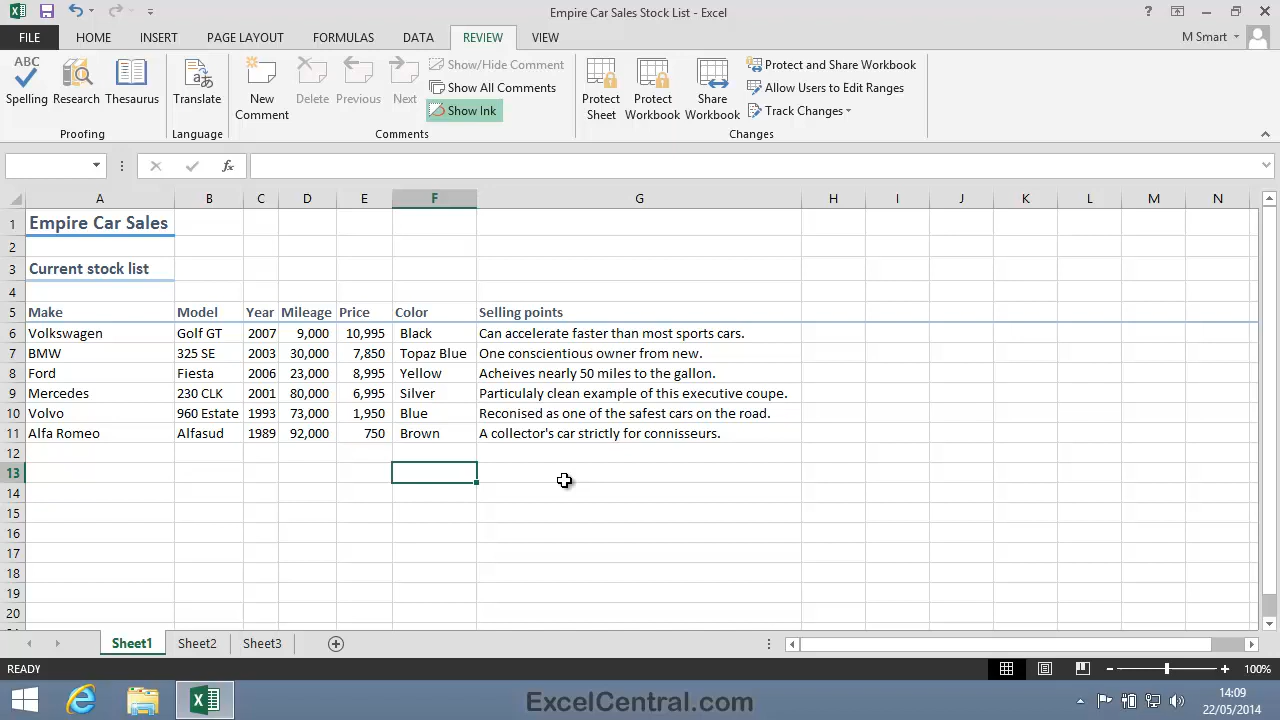 Empire Car Sales Stock List - Excel
?
FILE HOME INSERT PAGE LAYOUT FORMULAS DATA REVIEW VIEW M Smart
ABC
Spelling Research Thesaurus Translate New Comment Delete Previous Next
Show/Hide Comment
Show All Comments
Show Ink
Protect Sheet Protect Workbook Share Workbook
Protect and Share Workbook
Allow Users to Edit Ranges
Track Changes
Proofing Language Comments Changes
fx
A B C D E F G H I J K L M N
1 Empire Car Sales
2
3 Current stock list
4
5 Make Model Year Mileage Price Color Selling points
6 Volkswagen Golf GT 2007 9,000 10,995 Black Can accelerate faster than most sports cars.
7 BMW 325 SE 2003 30,000 7,850 Topaz Blue One conscientious owner from new.
8 Ford Fiesta 2006 23,000 8,995 Yellow Acheives nearly 50 miles to the gallon.
9 Mercedes 230 CLK 2001 80,000 6,995 Silver Particulaly clean example of this executive coupe.
10 Volvo 960 Estate 1993 73,000 1,950 Blue Reconised as one of the safest cars on the road.
11 Alfa Romeo Alfasud 1989 92,000 750 Brown A collector's car strictly for connisseurs.
12
13
14
15
16
17
18
19
20
Sheet1 Sheet2 Sheet3
READY 100%
ExcelCentral.com
14:09
22/05/2014